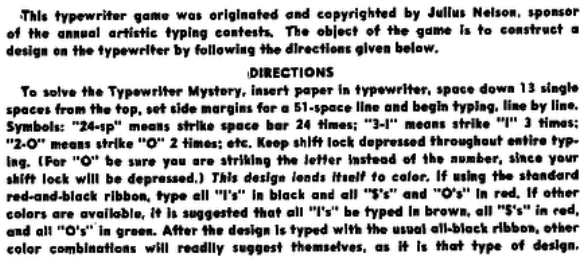 This typewriter game was originated and copyrighted by Julius Nelson, sponsor
of the annual artistic typing contests. The object of the game is to construct a
design on the typewriter by following the directions given below.
DIRECTIONS
To solve the Typewriter Mystery, insert paper in typewriter, space down 13 single
spaces from the top, set side margins for a 51-space line and begin typing, line by line.
Symbols: "24-sp" means strike space bar 24 times; "3-I" means strike "I" 3 times;
"2-O" means strike "O" 2 times; etc. Keep shift lock depressed throughout entire typ-
ing. (For "O" be sure you are striking the letter instead of the number, since your
shift lock will be depressed.) This design lends itself to color. If using the standard
red-and-black ribbon, type all "I's" in black and all "S's" and "O's" in red. If other
colors are available, it is suggested that all "I's" be typed in brown, all "S's" in red,
and all "O's" in green. After the design is typed with the usual all-black ribbon, other
color combinations will readily suggest themselves, as it is that type of design.